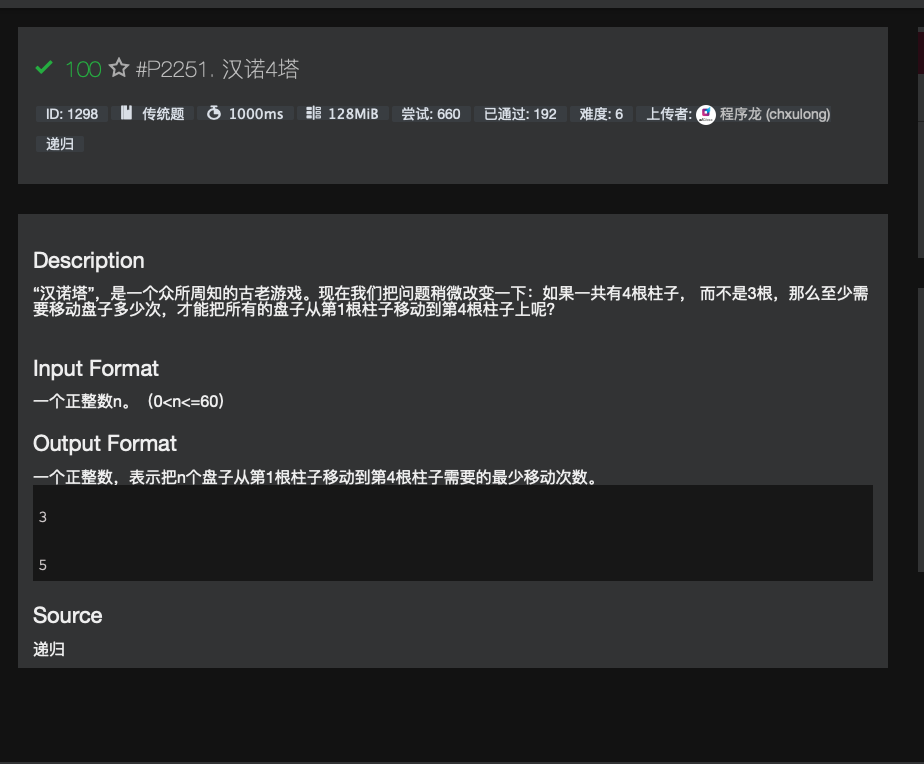 100 #P2251. 汉诺4塔
ID: 1298 传统题 1000ms 128MiB 尝试: 660 已通过: 192 难度: 6 上传者: 程序龙 (chxulong)
递归
Description
“汉诺塔”，是一个众所周知的古老游戏。现在我们把问题稍微改变一下：如果一共有4根柱子， 而不是3根，那么至少需
要移动盘子多少次，才能把所有的盘子从第1根柱子移动到第4根柱子上呢？
Input Format
一个正整数n。（0<n<=60）
Output Format
一个正整数，表示把n个盘子从第1根柱子移动到第4根柱子需要的最少移动次数。
3
5
Source
递归